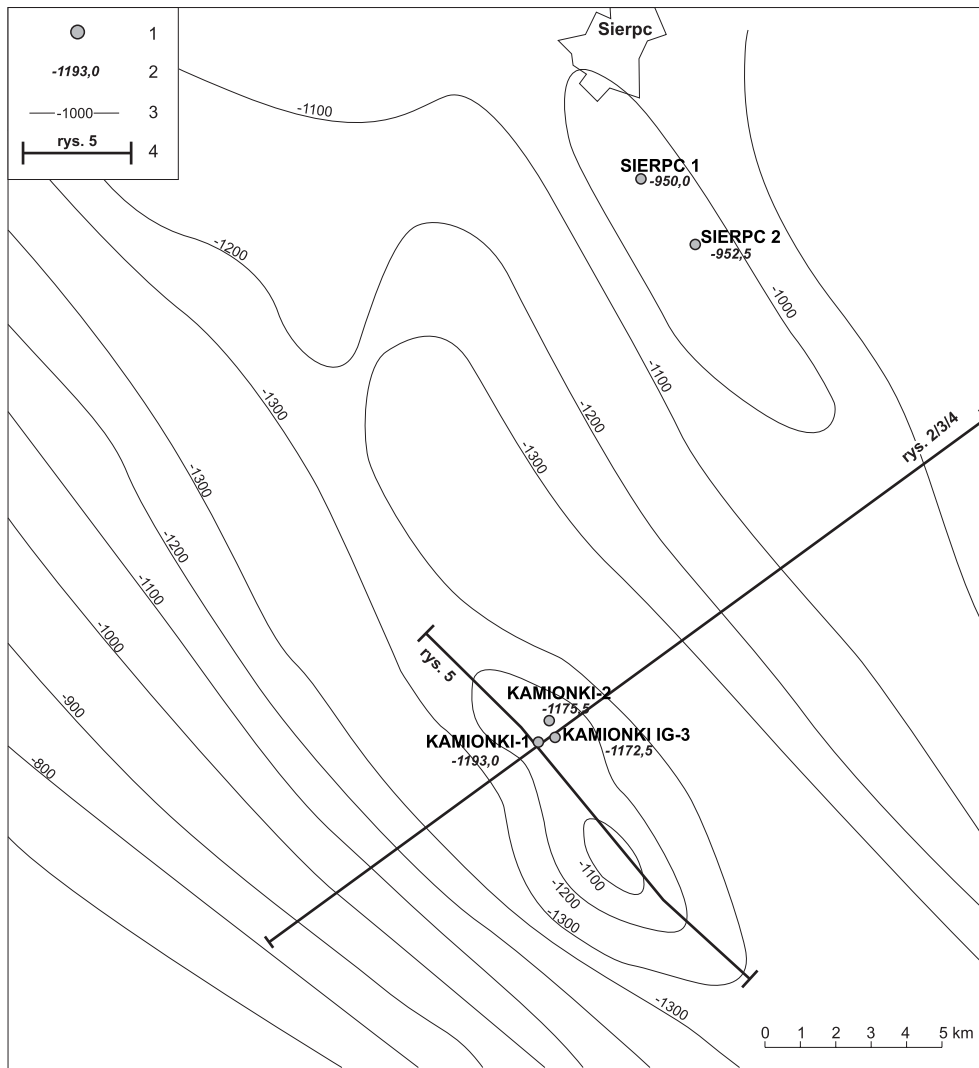 1
-1193,0 2
-1000 3
rys. 5
4
Sierpc
-1100
SIERPC 1
-950,0
SIERPC 2
-952,5
-1200
-1000
-1100
-1300
-1200
rys. 2/3/4
-1300
-1300
-1200
-1100
-1000
rys. 5
-900
KAMIONKI-2
-1175,5
KAMIONKI-1
KAMIONKI IG-3
-1172,5
-1193,0
-800
-1100
-1200
-1300
-1300
0 1 2 3 4 5 km